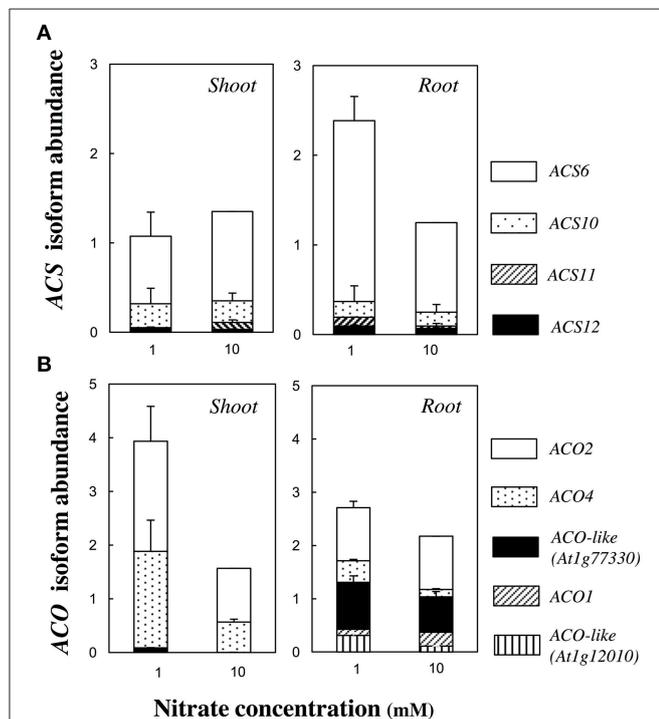 A
ACS isoform abundance
3
2
1
0
Shoot
1
10
3
2
1
0
Root
1
10
ACS6
ACS10
ACS11
ACS12
B
ACO isoform abundance
5
4
3
2
1
0
Shoot
1
10
5
4
3
2
1
0
Root
1
10
ACO2
ACO4
ACO-like
(At1g77330)
ACO1
ACO-like
(At1g12010)
Nitrate concentration (mM)